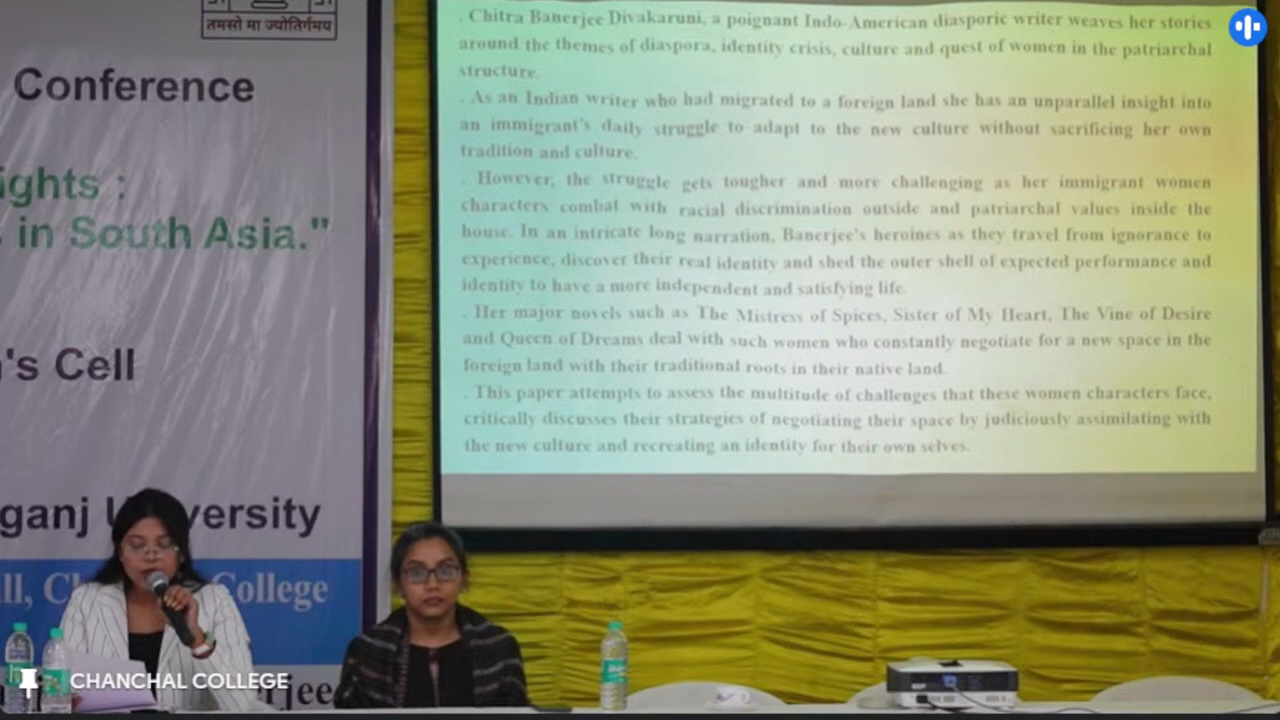 तमसो मा ज्योतिर्गमय
Conference
ights :
in South Asia."
's Cell
ganj U versity
ll, Ch College
rjee
. Chitra Banerjee Divakaruni, a poignant Indo-American diasporic writer weaves her stories
around the themes of diaspora, identity crisis, culture and quest of women in the patriarchal
structure.
. As an Indian writer who had migrated to a foreign land she has an unparallel insight into
an immigrant's daily struggle to adapt to the new culture without sacrificing her own
tradition and culture.
. However, the struggle gets tougher and more challenging as her immigrant women
characters combat with racial discrimination outside and patriarchal values inside the
house. In an intricate long narration, Banerjee's heroines as they travel from ignorance to
experience, discover their real identity and shed the outer shell of expected performance and
identity to have a more independent and satisfying life.
. Her major novels such as The Mistress of Spices, Sister of My Heart, The Vine of Desire
and Queen of Dreams deal with such women who constantly negotiate for a new space in the
foreign land with their traditional roots in their native land.
. This paper attempts to assess the multitude of challenges that these women characters face,
critically discusses their strategies of negotiating their space by judiciously assimilating with
the new culture and recreating an identity for their own selves.
CHANCHAL COLLEGE